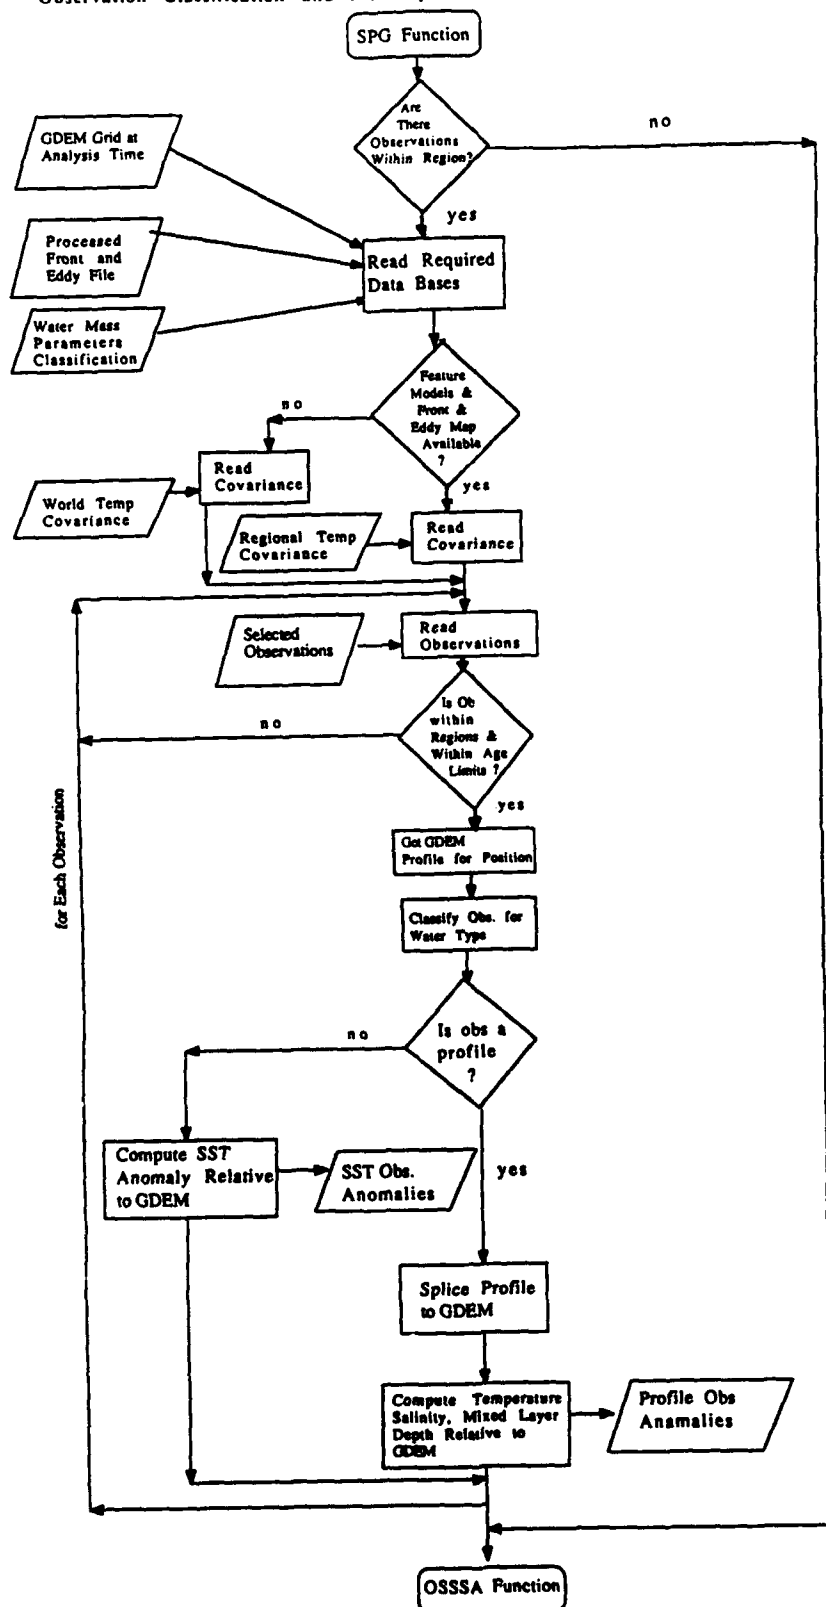 SPG Function
Are
There
Observations
Within Region?
no
GDEM Grid at
Analysis Time
yes
Processed
Front and
Eddy File
Read Required
Data Bases
Water Mass
Parameters
Classification
Feature
Models &
Front &
Eddy Map
Available
?
no
Read
Covariance
yes
World Temp
Covariance
Regional Temp
Covariance
Read
Covariance
Selected
Observations
Read
Observations
Is Ob
within
Regions &
Within Age
Limits ?
no
yes
for Each Observation
Get GDEM
Profile for Position
Classify Obs. for
Water Type
Is obs a
profile
?
no
Compute SST
Anomaly Relative
to GDEM
SST Obs.
Anomalies
yes
Splice Profile
to GDEM
Compute Temperature
Salinity, Mixed Layer
Depth Relative to
GDEM
Profile Obs
Anamalies
OSSSA Function